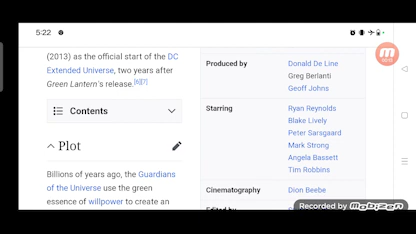 5:22
(2013) as the official start of the DC
Extended Universe, two years after
Green Lantern's release.[6][7]
Contents
Plot
Billions of years ago, the Guardians
of the Universe use the green
essence of willpower to create an
Produced by
Donald De Line
Greg Berlanti
Geoff Johns
Starring
Ryan Reynolds
Blake Lively
Peter Sarsgaard
Mark Strong
Angela Bassett
Tim Robbins
Cinematography
Dion Beebe
Edited by
Recorded by MOBIZEN